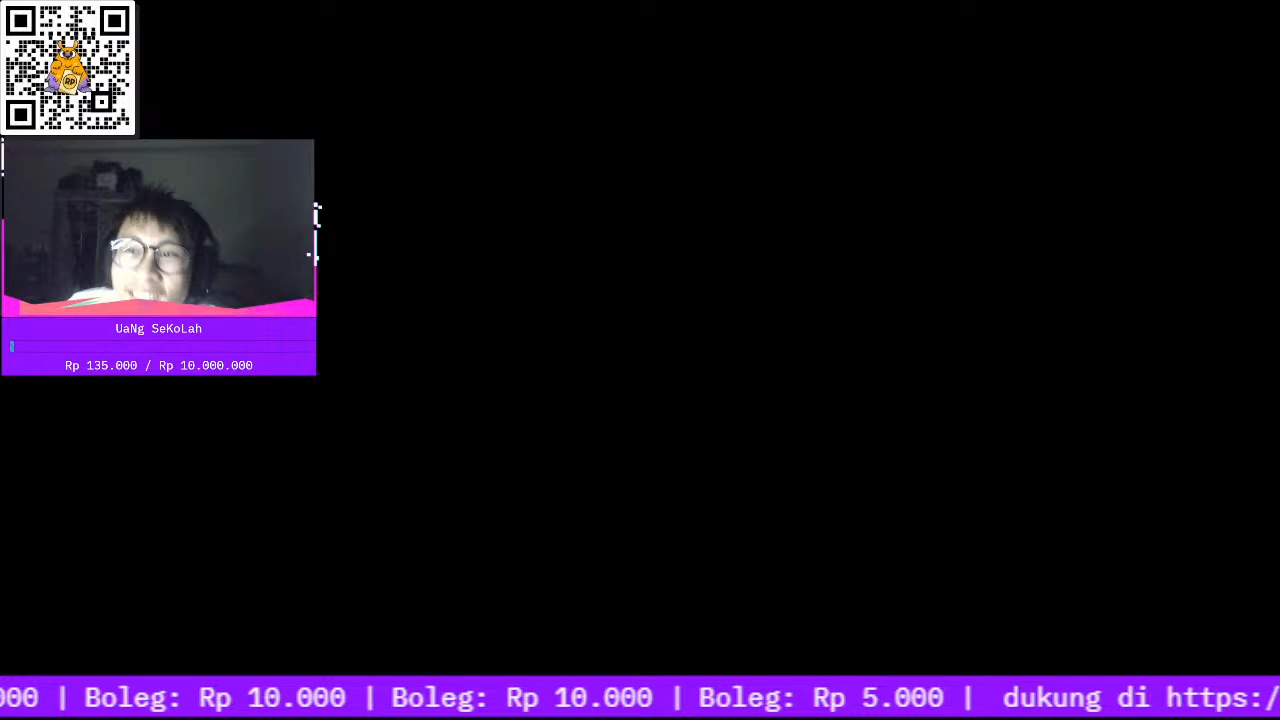 RP
UaNg SeKoLah
Rp 135.000 / Rp 10.000.000
000 | Boleg: Rp 10.000 | Boleg: Rp 10.000 | Boleg: Rp 5.000 | dukung di https:/